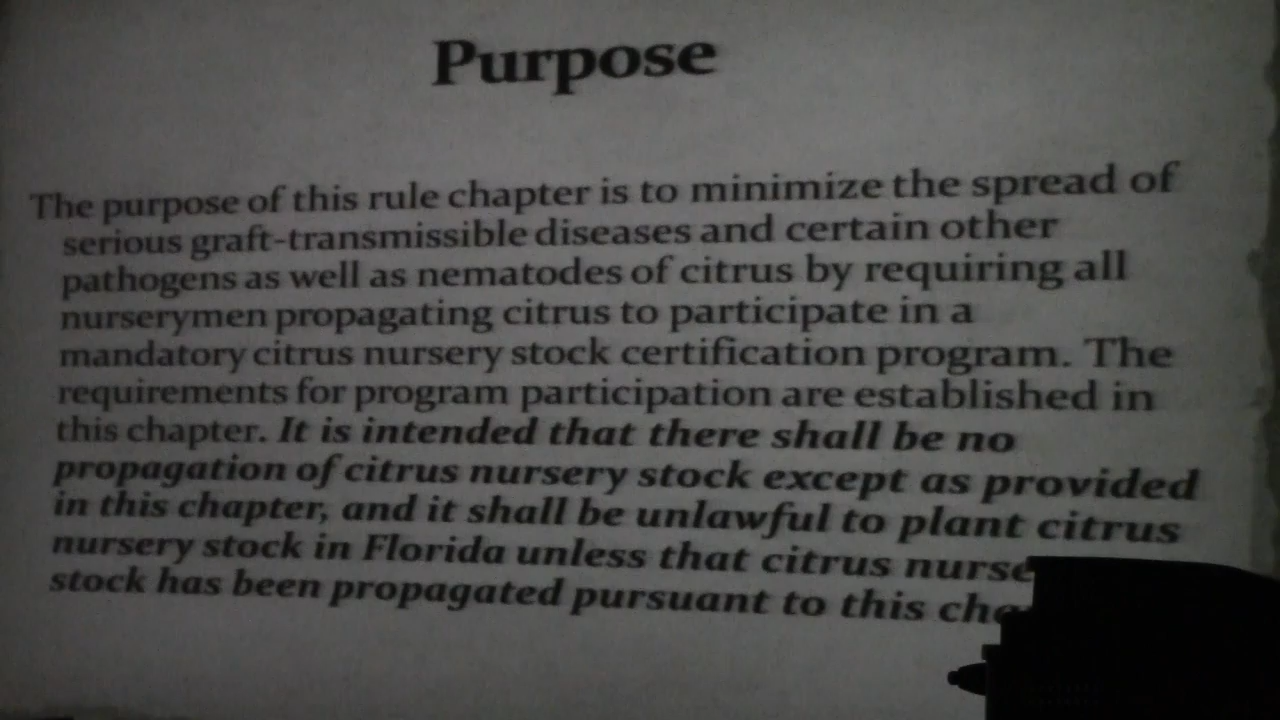 Purpose
The purpose of this rule chapter is to minimize the spread of
serious graft-transmissible diseases and certain other
pathogens as well as nematodes of citrus by requiring all
nurserymen propagating citrus to participate in a
mandatory citrus nursery stock certification program. The
requirements for program participation are established in
this chapter. It is intended that there shall be no
propagation of citrus nursery stock except as provided
in this chapter, and it shall be unlawful to plant citrus
nursery stock in Florida unless that citrus
stock has been propagated pursuant to this